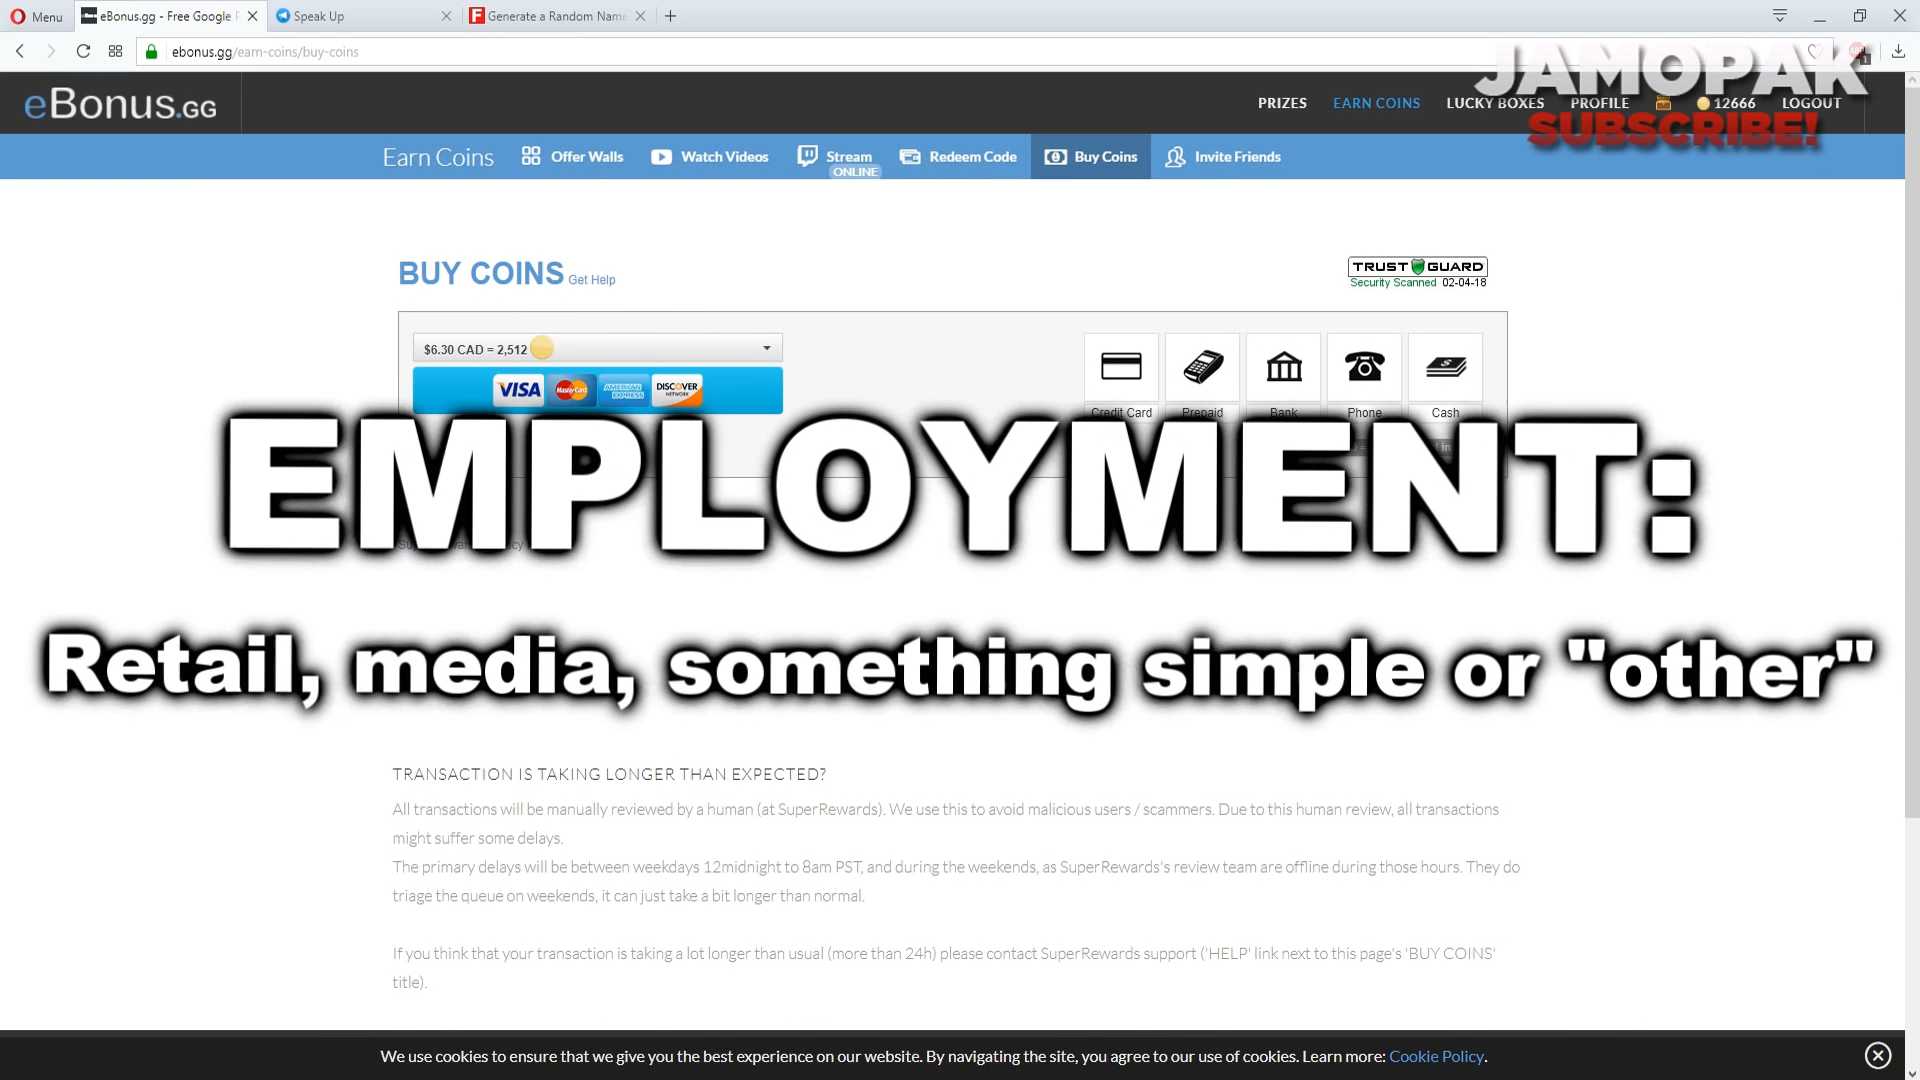 Menu
eBonus.gg - Free Google
Speak Up
Generate a Random Name
ebonus.gg/earn-coins/buy-coins
JAMOPAK
SUBSCRIBE!
eBonus.GG
PRIZES
EARN COINS
LUCKY BOXES
PROFILE
12666
LOGOUT
Earn Coins
Offer Walls
Watch Videos
Stream
ONLINE
Redeem Code
Buy Coins
Invite Friends
BUY COINS Get Help
TRUST GUARD
Security Scanned 02-04-18
$6.30 CAD = 2,512
VISA
MasterCard
AMERICAN EXPRESS
DISCOVER
NETWORK
Credit Card
Prepaid
Bank
Phone
Cash
EMPLOYMENT:
Retail, media, something simple or "other"
TRANSACTION IS TAKING LONGER THAN EXPECTED?
All transactions will be manually reviewed by a human (at SuperRewards). We use this to avoid malicious users / scammers. Due to this human review, all transactions
might suffer some delays.
The primary delays will be between weekdays 12midnight to 8am PST, and during the weekends, as SuperRewards's review team are offline during those hours. They do
triage the queue on weekends, it can just take a bit longer than normal.
If you think that your transaction is taking a lot longer than usual (more than 24h) please contact SuperRewards support ('HELP' link next to this page's 'BUY COINS'
title).
We use cookies to ensure that we give you the best experience on our website. By navigating the site, you agree to our use of cookies. Learn more: Cookie Policy.